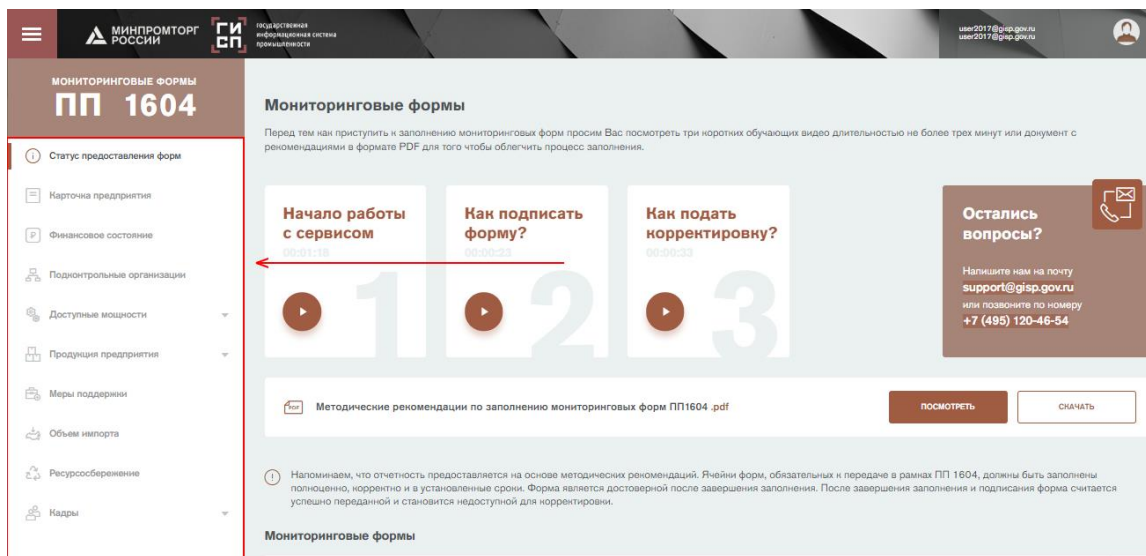 МИНПРОМТОРГ
РОССИИ
ГИСП
государственная
информационная система
промышленности
user2017@gisp.gov.ru
user2017@gisp.gov.ru
МОНИТОРИНГОВЫЕ ФОРМЫ
ПП 1604
Статус предоставления форм
Карточка предприятия
Финансовое состояние
Подконтрольные организации
Доступные мощности
Продукция предприятия
Меры поддержки
Объем импорта
Ресурсосбережение
Кадры
Мониторинговые формы
Перед тем как приступить к заполнению мониторинговых форм просим Вас посмотреть три коротких обучающих видео длительностью не более трех минут или документ с
рекомендациями в формате PDF для того чтобы облегчить процесс заполнения.
Начало работы
с сервисом
00:01:18
1
Как подписать
форму?
00:00:23
2
Как подать
корректировку?
00:00:33
3
Остались
вопросы?
Напишите нам на почту
support@gisp.gov.ru
или позвоните по номеру
+7 (495) 120-46-54
PDF
Методические рекомендации по заполнению мониторинговых форм ПП1604 .pdf
ПОСМОТРЕТЬ
СКАЧАТЬ
Напоминаем, что отчетность предоставляется на основе методических рекомендаций. Ячейки форм, обязательных к передаче в рамках ПП 1604, должны быть заполнены
полноценно, корректно и в установленные сроки. Форма является достоверной после завершения заполнения. После завершения заполнения и подписания форма считается
успешно переданной и становится недоступной для корректировки.
Мониторинговые формы